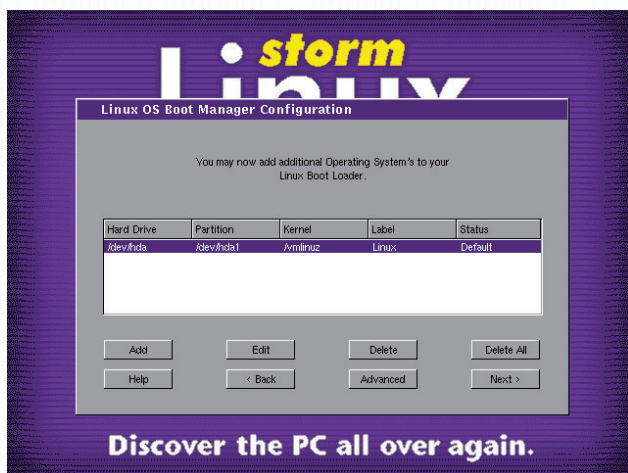 storm
Linux
Linux OS Boot Manager Configuration
You may now add additional Operating System's to your
Linux Boot Loader.
Hard Drive Partition Kernel Label Status
/dev/hda /dev/hda1 /vmlinuz Linux Default
Add Edit Delete Delete All
Help < Back Advanced Next >
Discover the PC all over again.